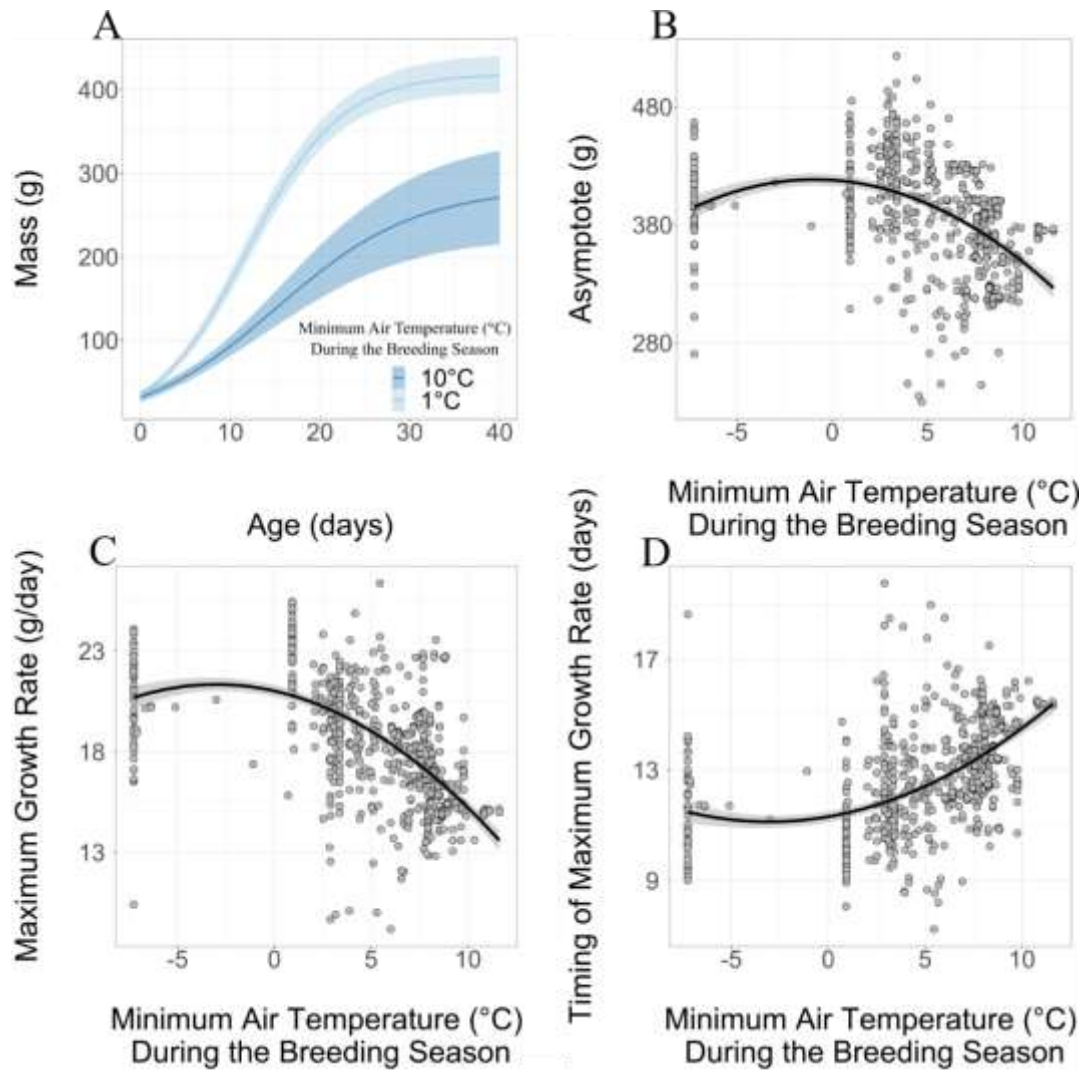 A
Mass (g)
400
300
200
100
Minimum Air Temperature (°C)
During the Breeding Season
10°C
1°C
0 10 20 30 40
Age (days)
B
Asymptote (g)
480
380
280
-5 0 5 10
Minimum Air Temperature (°C)
During the Breeding Season
C
Maximum Growth Rate (g/day)
23
18
13
-5 0 5 10
Minimum Air Temperature (°C)
During the Breeding Season
D
Timing of Maximum Growth Rate (days)
17
13
9
-5 0 5 10
Minimum Air Temperature (°C)
During the Breeding Season